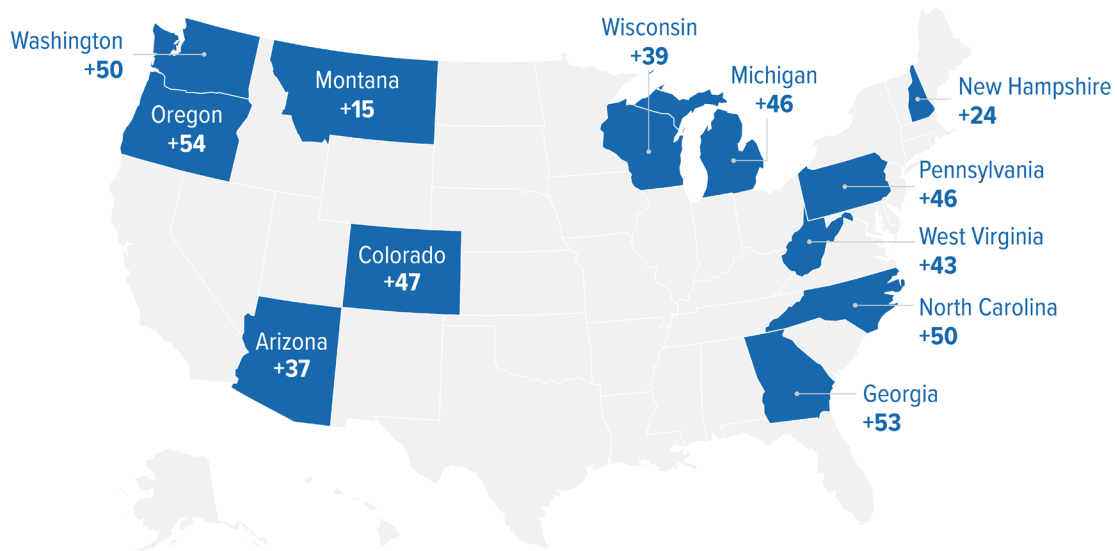 Washington
+50
Oregon
+54
Montana
+15
Wisconsin
+39
Michigan
+46
New Hampshire
+24
Pennsylvania
+46
West Virginia
+43
North Carolina
+50
Georgia
+53
Colorado
+47
Arizona
+37